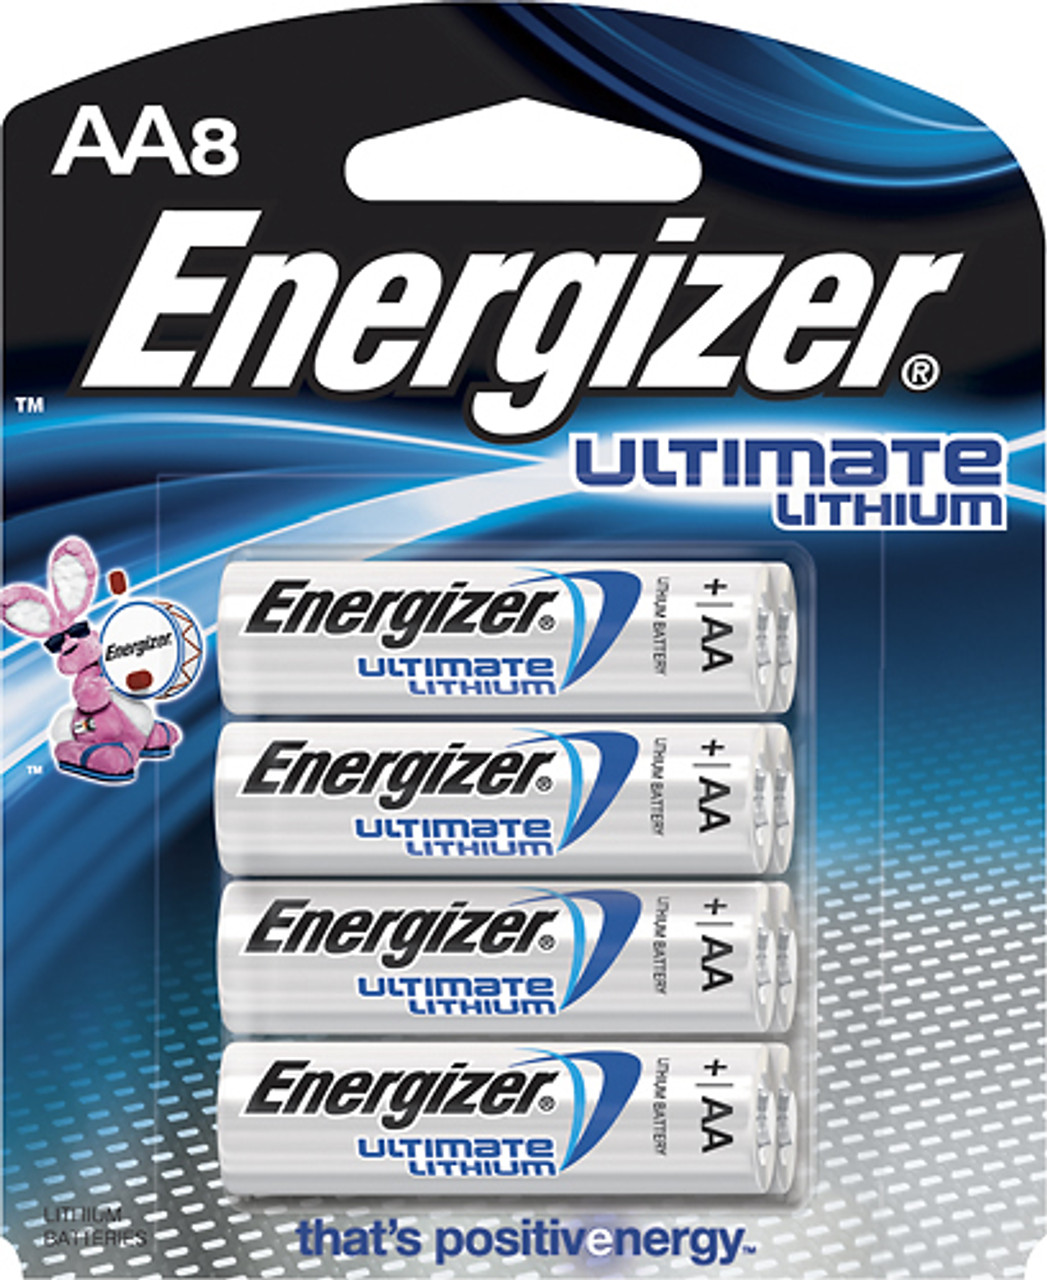 AA8
Energizer®
™
ULTIMATE
LITHIUM
Energizer®
ULTIMATE
LITHIUM
LITHIUM BATTERY
+ | AA
Energizer
™
Energizer®
ULTIMATE
LITHIUM
LITHIUM BATTERY
+ | AA
Energizer®
ULTIMATE
LITHIUM
LITHIUM BATTERY
+ | AA
Energizer®
ULTIMATE
LITHIUM
LITHIUM BATTERY
+ | AA
LITHIUM
BATTERIES
that's positivenergy™